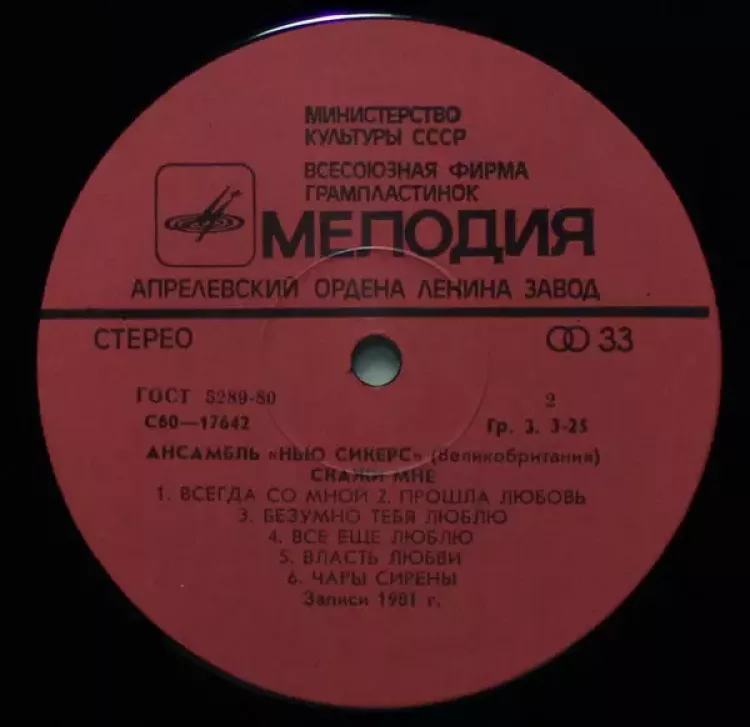 МИНИСТЕРСТВО
КУЛЬТУРЫ СССР
ВСЕСОЮЗНАЯ ФИРМА
ГРАМПЛАСТИНОК
МЕЛОДИЯ
АПРЕЛЕВСКИЙ ОРДЕНА ЛЕНИНА ЗАВОД
СТЕРЕО 33
ГОСТ 5289-80 2
С60—17642 Гр. 3. 3-25
АНСАМБЛЬ «НЬЮ СИКЕРС» (Великобритания)
СКАЖИ МНЕ
1. ВСЕГДА СО МНОЙ 2. ПРОШЛА ЛЮБОВЬ
3. БЕЗУМНО ТЕБЯ ЛЮБЛЮ
4. ВСЕ ЕЩЕ ЛЮБЛЮ
5. ВЛАСТЬ ЛЮБВИ
6. ЧАРЫ СИРЕНЫ
Записи 1981 г.